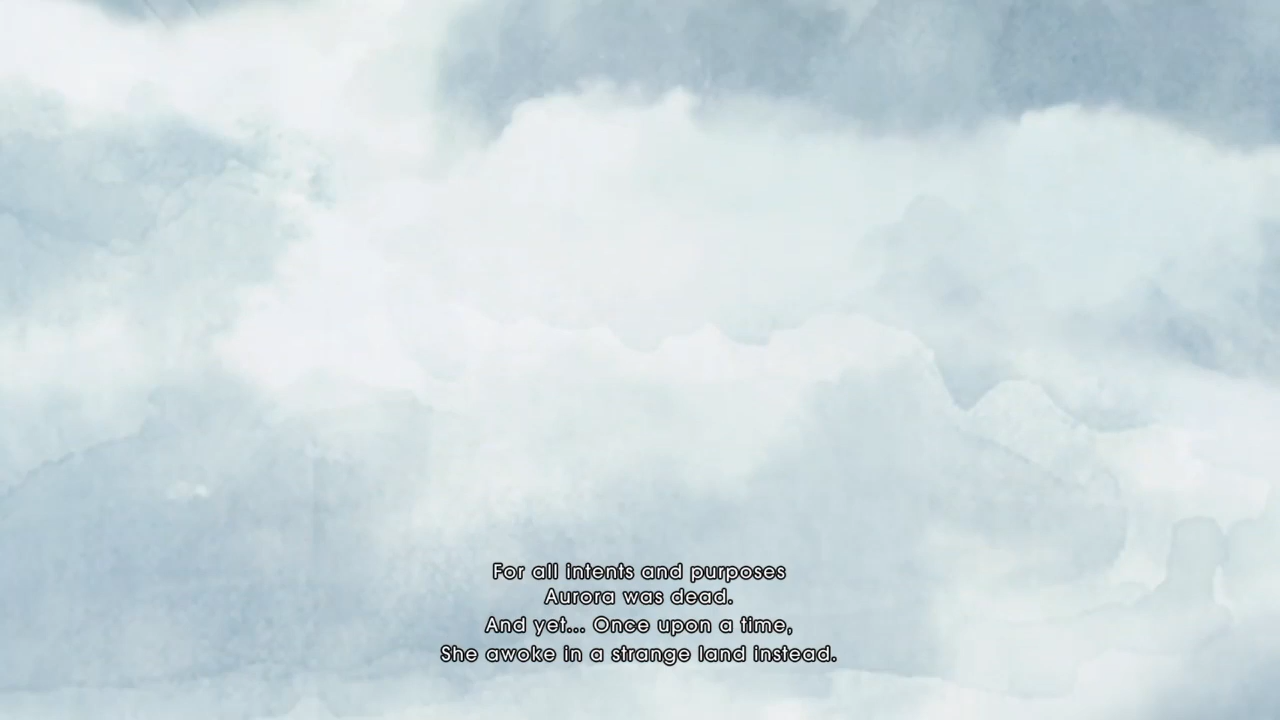 For all intents and purposes
Aurora was dead.
And yet... Once upon a time,
She awoke in a strange land instead.